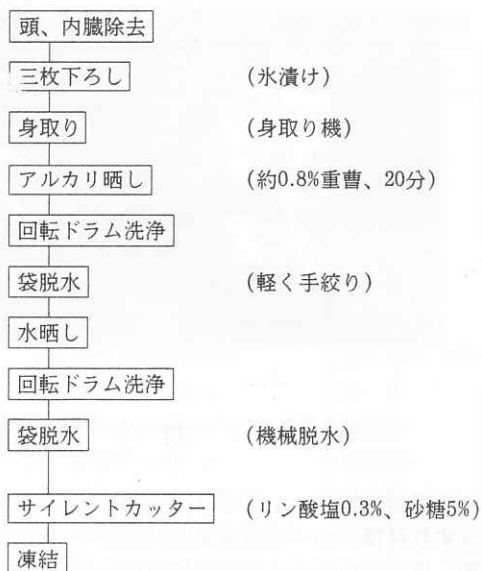 頭、内臓除去
三枚下ろし (氷漬け)
身取り (身取り機)
アルカリ晒し (約0.8%重曹、20分)
回転ドラム洗浄
袋脱水 (軽く手絞り)
水晒し
回転ドラム洗浄
袋脱水 (機械脱水)
サイレントカッター (リン酸塩0.3%、砂糖5%)
凍結